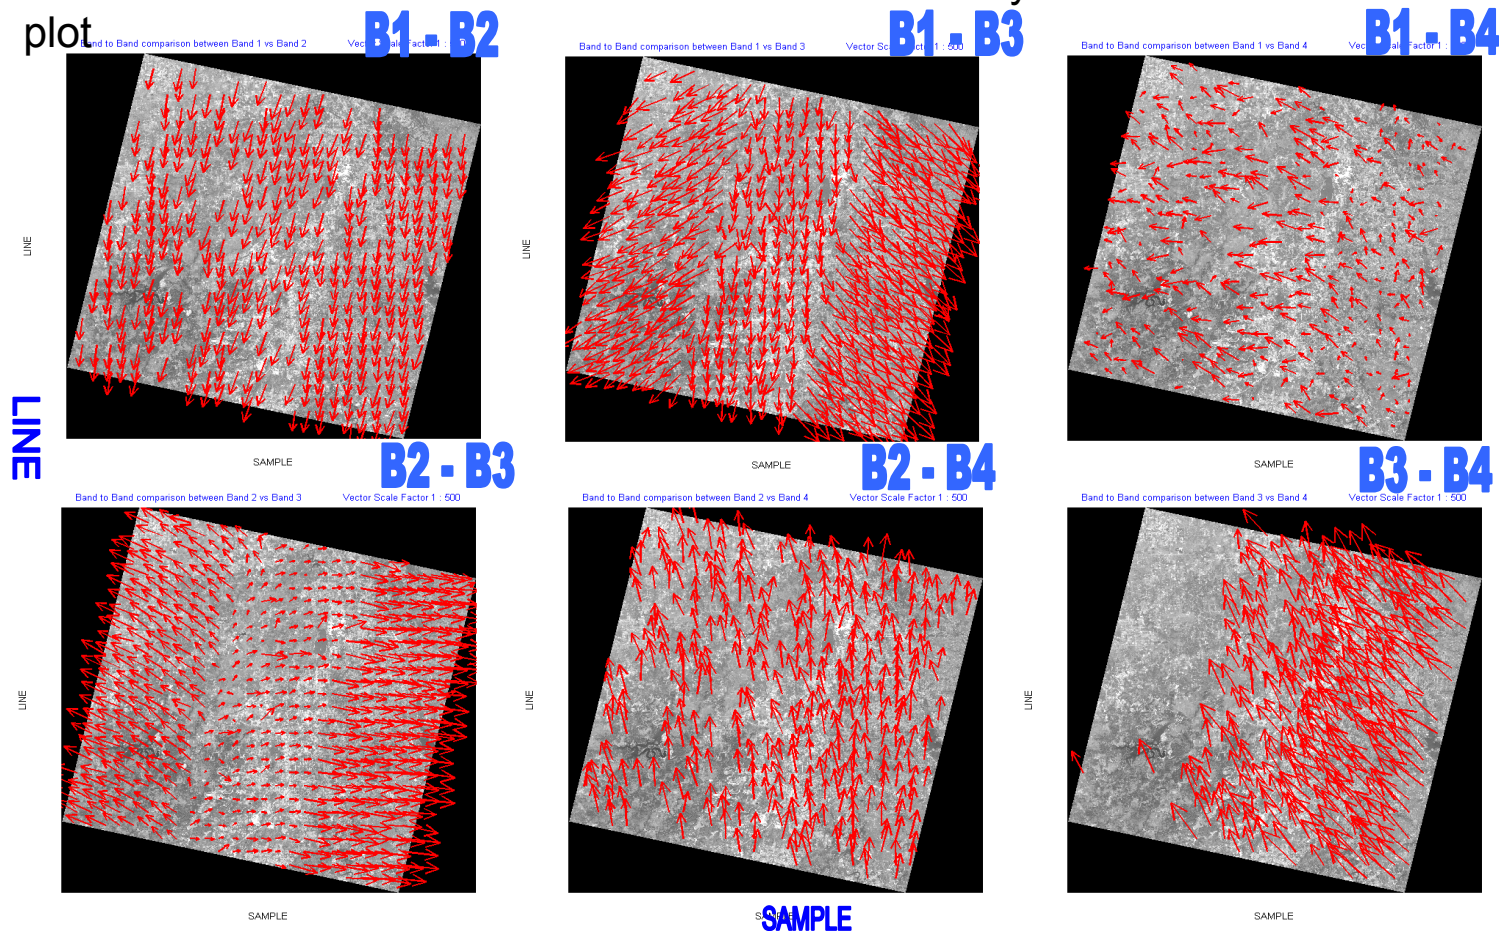 plot
B1 - B2
Band to Band comparison between Band 1 vs Band 2
LINE
SAMPLE
B1 - B3
Band to Band comparison between Band 1 vs Band 3 Vector Scale Factor 1 : 500
LINE
SAMPLE
B1 - B4
Band to Band comparison between Band 1 vs Band 4
SAMPLE
LINE
B2 - B3
Band to Band comparison between Band 2 vs Band 3 Vector Scale Factor 1 : 500
LINE
SAMPLE
B2 - B4
Band to Band comparison between Band 2 vs Band 4 Vector Scale Factor 1 : 500
LINE
SAMPLE
B3 - B4
Band to Band comparison between Band 3 vs Band 4 Vector Scale Factor 1 : 500
LINE
SAMPLE